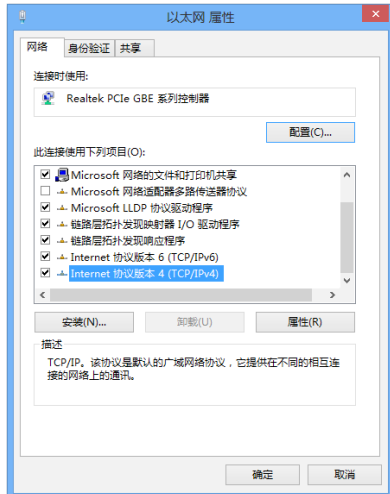 以太网 属性
网络
身份验证
共享
连接时使用:
Realtek PCIe GBE 系列控制器
配置(C)...
此连接使用下列项目(O):
Microsoft 网络的文件和打印机共享
Microsoft 网络适配器多路传送器协议
Microsoft LLDP 协议驱动程序
链路层拓扑发现映射器 I/O 驱动程序
链路层拓扑发现响应程序
Internet 协议版本 6 (TCP/IPv6)
Internet 协议版本 4 (TCP/IPv4)
安装(N)...
卸载(U)
属性(R)
描述
TCP/IP。该协议是默认的广域网络协议，它提供在不同的相互连
接的网络上的通讯。
确定
取消